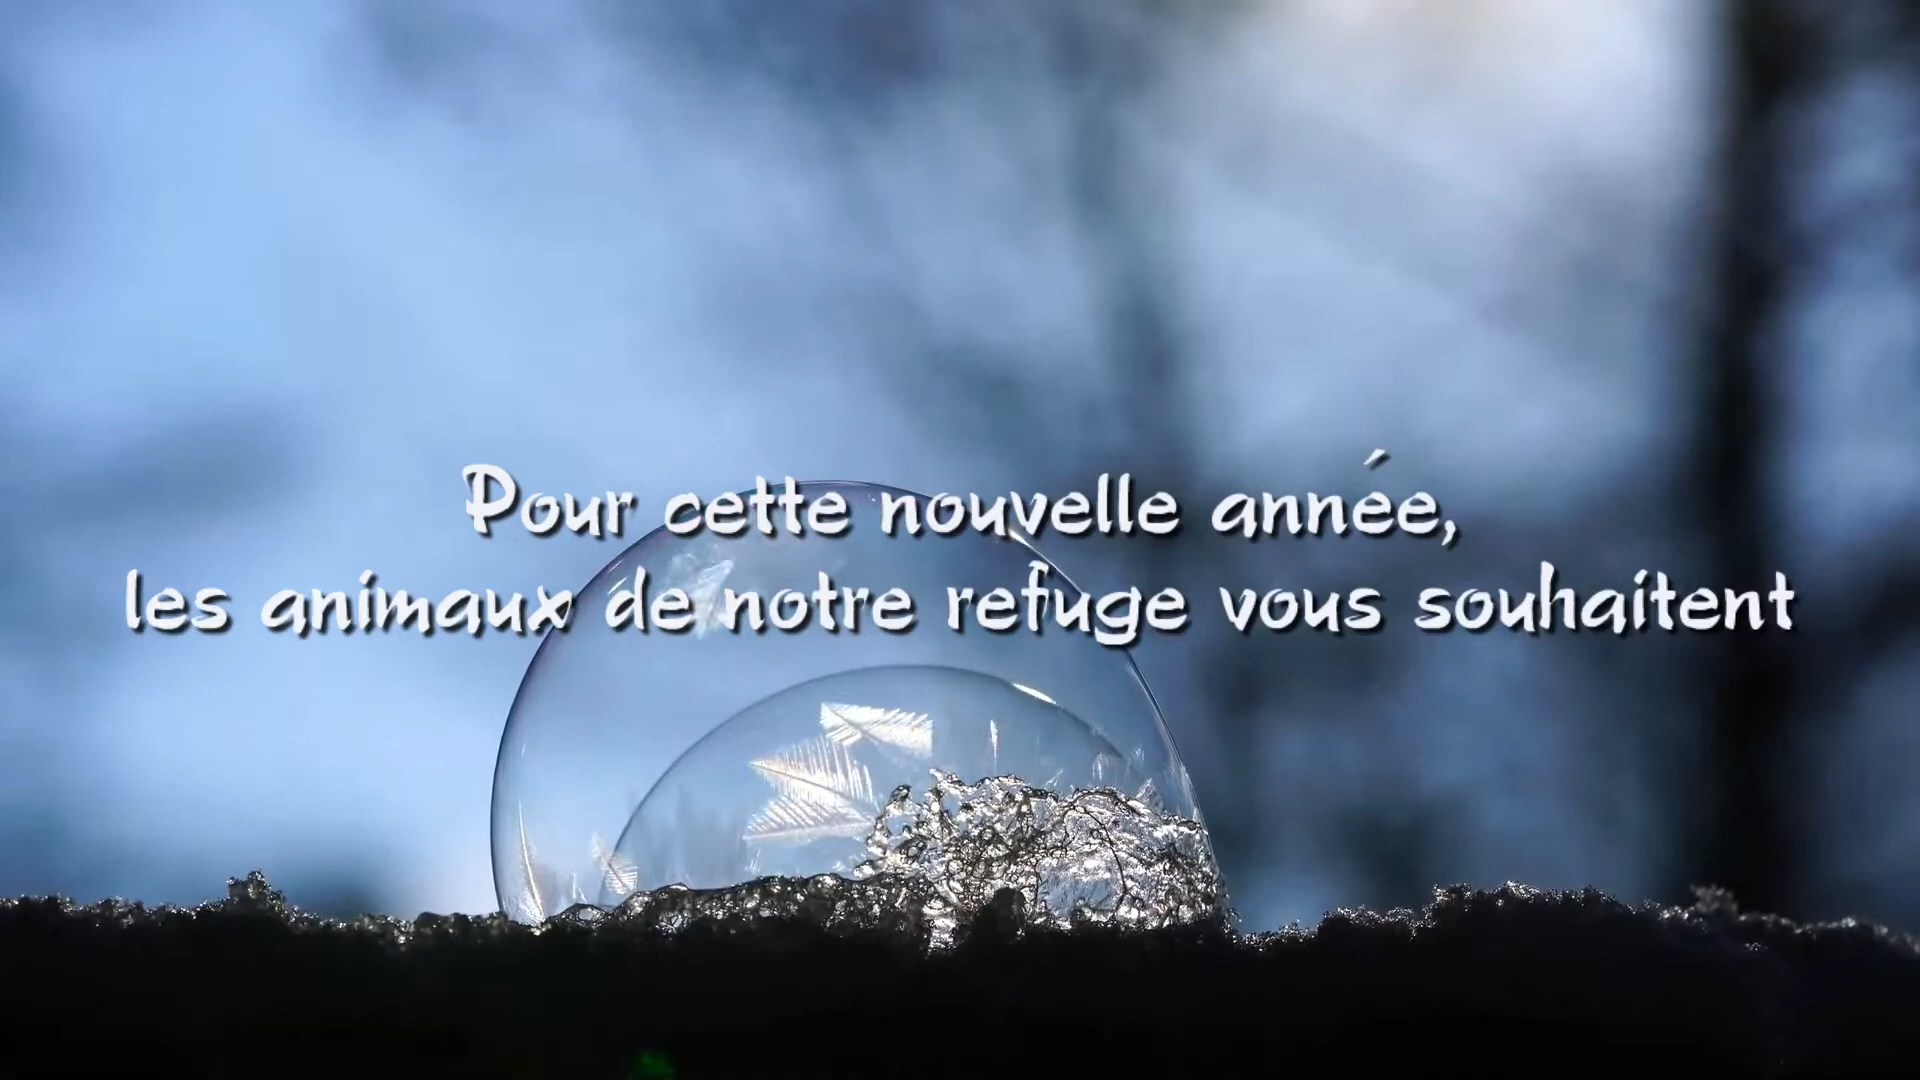 Pour cette nouvelle année,
les animaux de notre refuge vous souhaitent